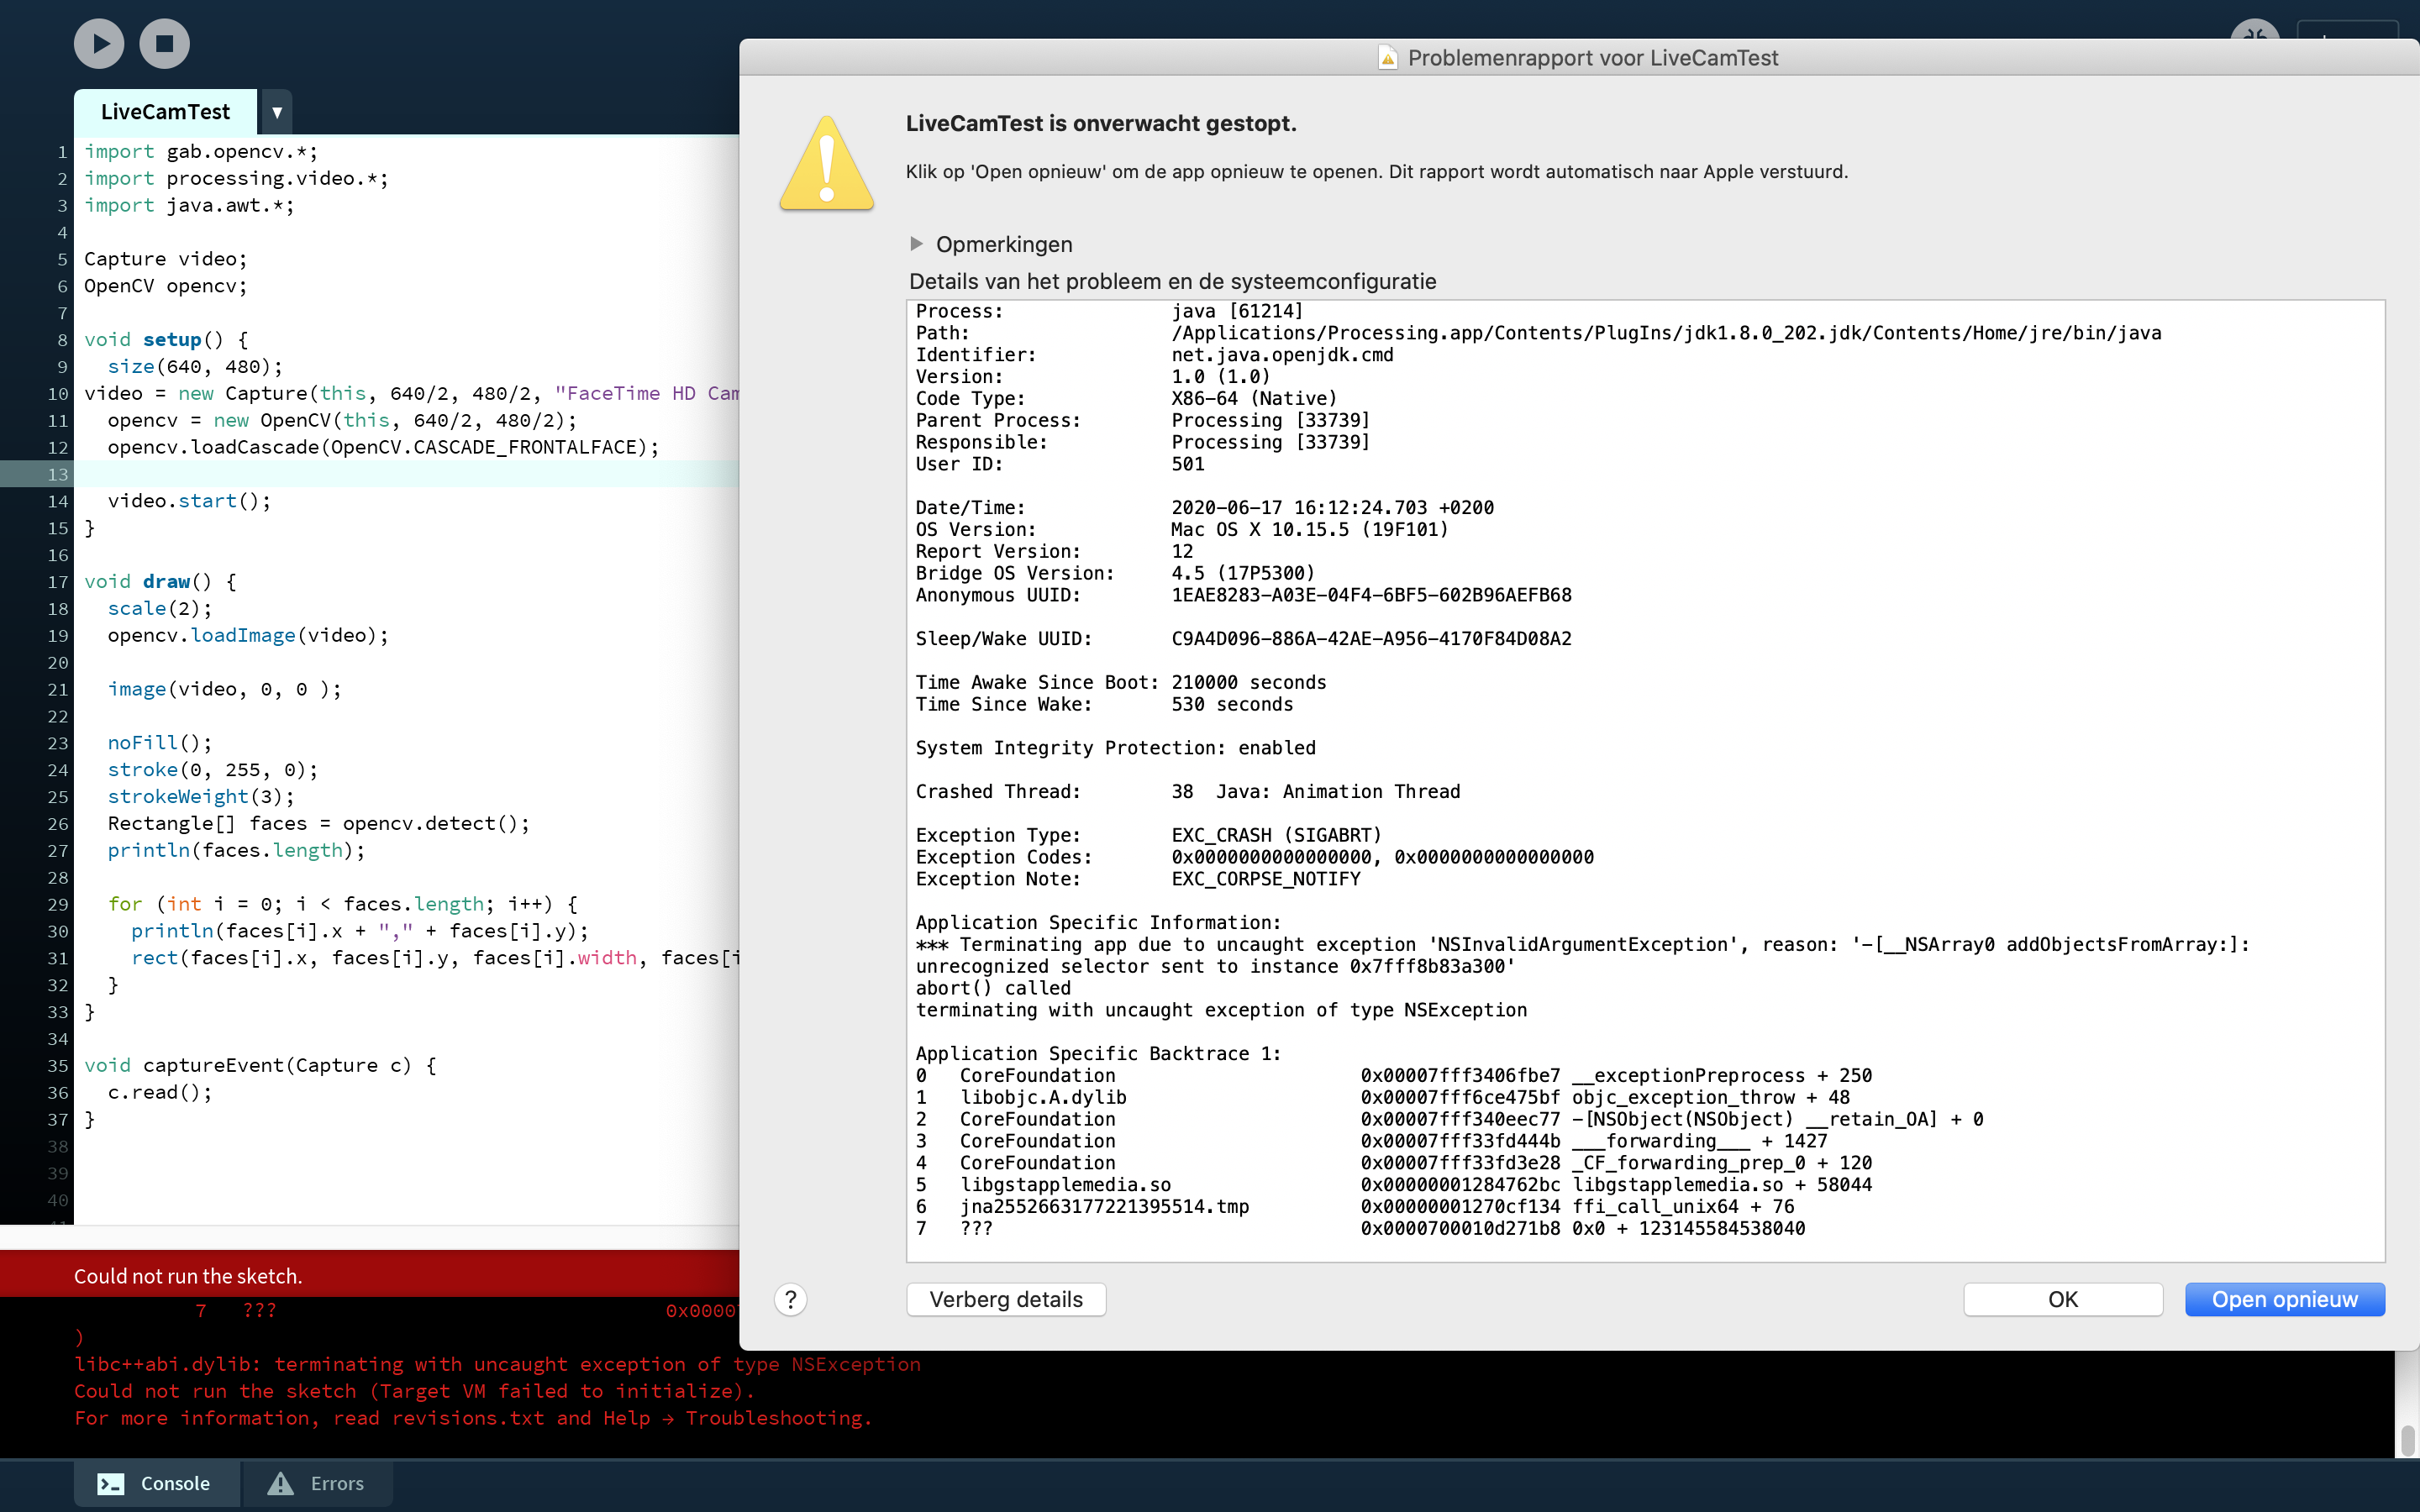 LiveCamTest ▼
1 import gab.opencv.*;
2 import processing.video.*;
3 import java.awt.*;
4
5 Capture video;
6 OpenCV opencv;
7
8 void setup() {
9 size(640, 480);
10 video = new Capture(this, 640/2, 480/2, "FaceTime HD Cam
11 opencv = new OpenCV(this, 640/2, 480/2);
12 opencv.loadCascade(OpenCV.CASCADE_FRONTALFACE);
13
14 video.start();
15 }
16
17 void draw() {
18 scale(2);
19 opencv.loadImage(video);
20
21 image(video, 0, 0 );
22
23 noFill();
24 stroke(0, 255, 0);
25 strokeWeight(3);
26 Rectangle[] faces = opencv.detect();
27 println(faces.length);
28
29 for (int i = 0; i < faces.length; i++) {
30 println(faces[i].x + "," + faces[i].y);
31 rect(faces[i].x, faces[i].y, faces[i].width, faces[i
32 }
33 }
34
35 void captureEvent(Capture c) {
36 c.read();
37 }
38
39
40
Could not run the sketch.
7 ??? 0x0000
)
libc++abi.dylib: terminating with uncaught exception of type NSException
Could not run the sketch (Target VM failed to initialize).
For more information, read revisions.txt and Help → Troubleshooting.
Console
Errors
Problemenrapport voor LiveCamTest
LiveCamTest is onverwacht gestopt.
Klik op 'Open opnieuw' om de app opnieuw te openen. Dit rapport wordt automatisch naar Apple verstuurd.
Opmerkingen
Details van het probleem en de systeemconfiguratie
Process: java [61214]
Path: /Applications/Processing.app/Contents/PlugIns/jdk1.8.0_202.jdk/Contents/Home/jre/bin/java
Identifier: net.java.openjdk.cmd
Version: 1.0 (1.0)
Code Type: X86-64 (Native)
Parent Process: Processing [33739]
Responsible: Processing [33739]
User ID: 501
Date/Time: 2020-06-17 16:12:24.703 +0200
OS Version: Mac OS X 10.15.5 (19F101)
Report Version: 12
Bridge OS Version: 4.5 (17P5300)
Anonymous UUID: 1EAE8283-A03E-04F4-6BF5-602B96AEFB68
Sleep/Wake UUID: C9A4D096-886A-42AE-A956-4170F84D08A2
Time Awake Since Boot: 210000 seconds
Time Since Wake: 530 seconds
System Integrity Protection: enabled
Crashed Thread: 38 Java: Animation Thread
Exception Type: EXC_CRASH (SIGABRT)
Exception Codes: 0x0000000000000000, 0x0000000000000000
Exception Note: EXC_CORPSE_NOTIFY
Application Specific Information:
*** Terminating app due to uncaught exception 'NSInvalidArgumentException', reason: '-[__NSArray0 addObjectsFromArray:]:
unrecognized selector sent to instance 0x7fff8b83a300'
abort() called
terminating with uncaught exception of type NSException
Application Specific Backtrace 1:
0 CoreFoundation 0x00007fff3406fbe7 __exceptionPreprocess + 250
1 libobjc.A.dylib 0x00007fff6ce475bf objc_exception_throw + 48
2 CoreFoundation 0x00007fff340eec77 -[NSObject(NSObject) __retain_OA] + 0
3 CoreFoundation 0x00007fff33fd444b ___forwarding___ + 1427
4 CoreFoundation 0x00007fff33fd3e28 _CF_forwarding_prep_0 + 120
5 libgstapplemedia.so 0x00000001284762bc libgstapplemedia.so + 58044
6 jna2552663177221395514.tmp 0x00000001270cf134 ffi_call_unix64 + 76
7 ??? 0x0000700010d271b8 0x0 + 123145584538040
?
Verberg details
OK
Open opnieuw